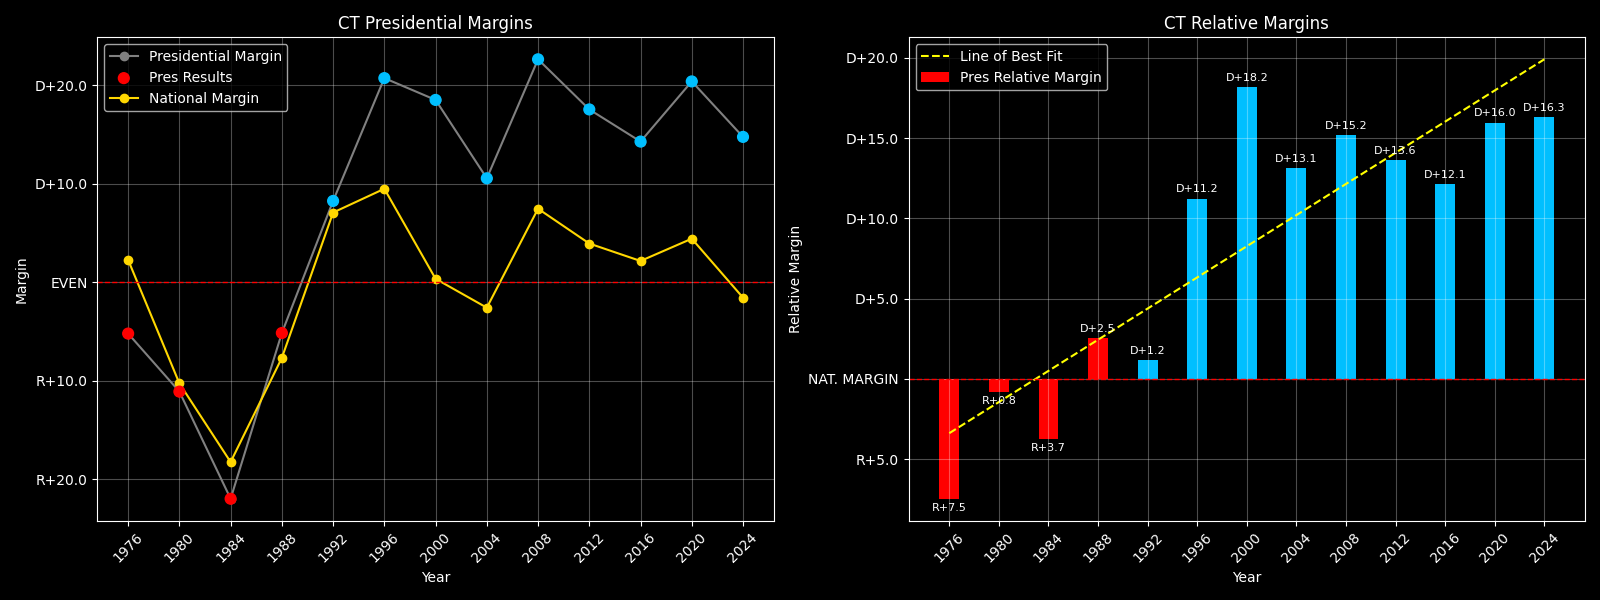 CT Presidential Margins
Presidential Margin
Pres Results
National Margin
D+20.0
D+10.0
EVEN
R+10.0
R+20.0
Margin
1976
1980
1984
1988
1992
1996
2000
2004
2008
2012
2016
2020
2024
Year
CT Relative Margins
Line of Best Fit
Pres Relative Margin
D+20.0
D+15.0
D+10.0
D+5.0
NAT. MARGIN
R+5.0
Relative Margin
R+7.5
R+0.8
R+3.7
D+2.5
D+1.2
D+11.2
D+18.2
D+13.1
D+15.2
D+13.6
D+12.1
D+16.0
D+16.3
1976
1980
1984
1988
1992
1996
2000
2004
2008
2012
2016
2020
2024
Year